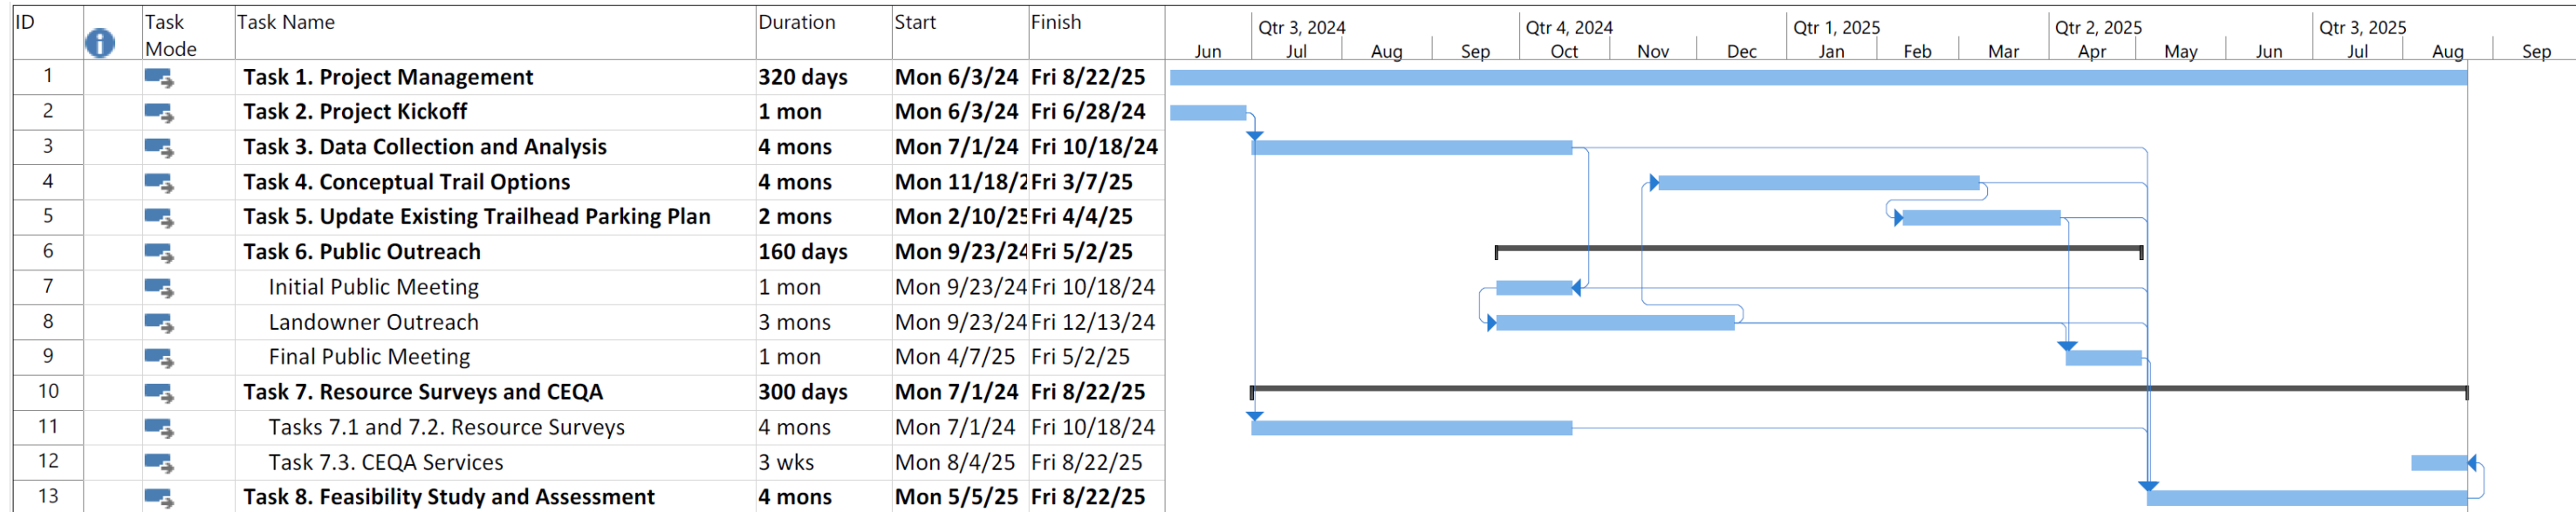 ID Task Mode Task Name Duration Start Finish
Qtr 3, 2024 Qtr 4, 2024 Qtr 1, 2025 Qtr 2, 2025 Qtr 3, 2025
Jun Jul Aug Sep Oct Nov Dec Jan Feb Mar Apr May Jun Jul Aug Sep
1 Task 1. Project Management 320 days Mon 6/3/24 Fri 8/22/25
2 Task 2. Project Kickoff 1 mon Mon 6/3/24 Fri 6/28/24
3 Task 3. Data Collection and Analysis 4 mons Mon 7/1/24 Fri 10/18/24
4 Task 4. Conceptual Trail Options 4 mons Mon 11/18/2 Fri 3/7/25
5 Task 5. Update Existing Trailhead Parking Plan 2 mons Mon 2/10/25 Fri 4/4/25
6 Task 6. Public Outreach 160 days Mon 9/23/24 Fri 5/2/25
7 Initial Public Meeting 1 mon Mon 9/23/24 Fri 10/18/24
8 Landowner Outreach 3 mons Mon 9/23/24 Fri 12/13/24
9 Final Public Meeting 1 mon Mon 4/7/25 Fri 5/2/25
10 Task 7. Resource Surveys and CEQA 300 days Mon 7/1/24 Fri 8/22/25
11 Tasks 7.1 and 7.2. Resource Surveys 4 mons Mon 7/1/24 Fri 10/18/24
12 Task 7.3. CEQA Services 3 wks Mon 8/4/25 Fri 8/22/25
13 Task 8. Feasibility Study and Assessment 4 mons Mon 5/5/25 Fri 8/22/25